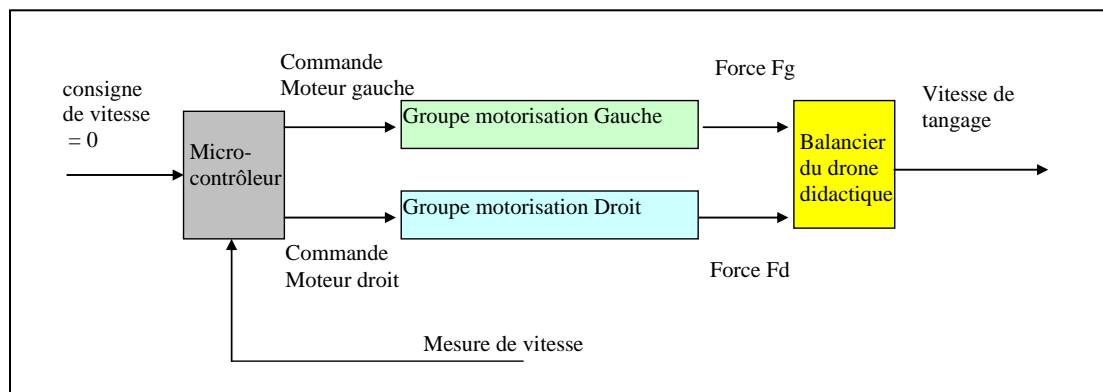 consigne
de vitesse
= 0
Micro-
contrôleur
Commande
Moteur gauche
Groupe motorisation Gauche
Force Fg
Groupe motorisation Droit
Commande
Moteur droit
Force Fd
Balancier
du drone
didactique
Vitesse de
tangage
Mesure de vitesse